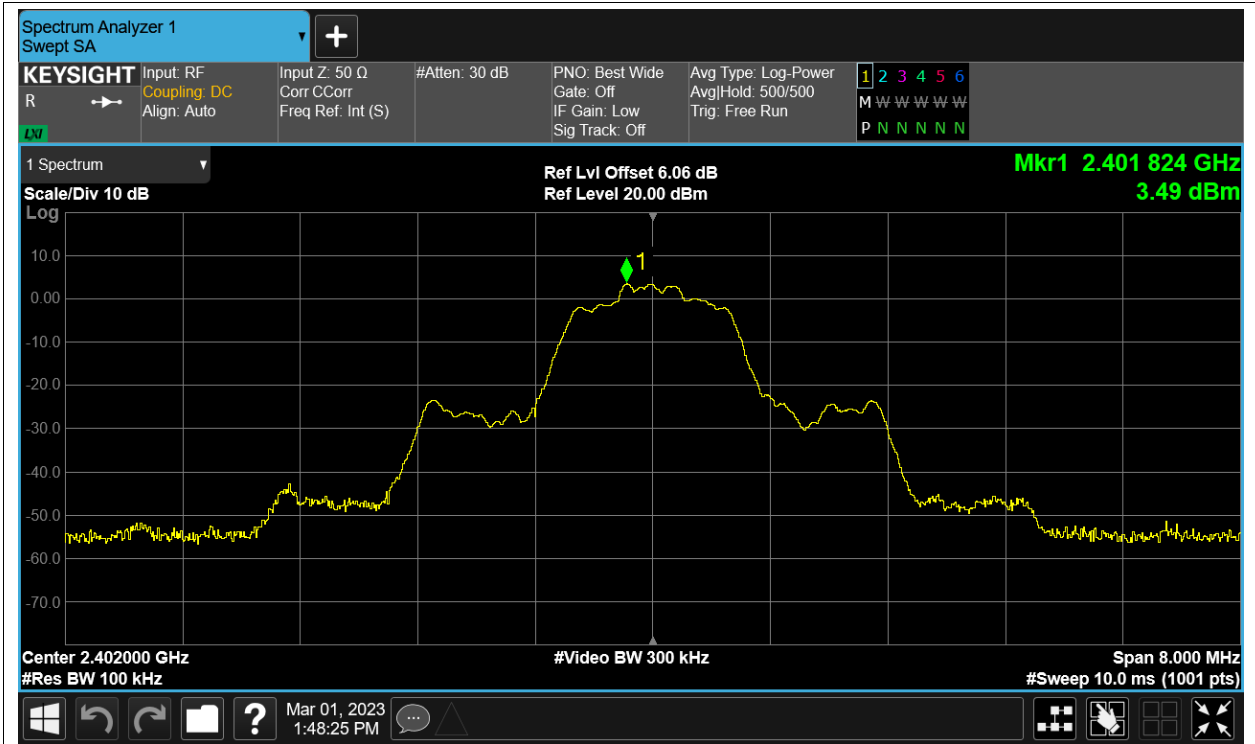 Spectrum Analyzer 1
Swept SA
KEYSIGHT
R
LXI
Input: RF
Coupling: DC
Align: Auto
Input Z: 50 Ω
Corr CCorr
Freq Ref: Int (S)
#Atten: 30 dB
PNO: Best Wide
Gate: Off
IF Gain: Low
Sig Track: Off
Avg Type: Log-Power
Avg|Hold: 500/500
Trig: Free Run
1 2 3 4 5 6
M W W W W W
P N N N N N
1 Spectrum
Scale/Div 10 dB
Ref Lvl Offset 6.06 dB
Ref Level 20.00 dBm
Mkr1 2.401 824 GHz
3.49 dBm
Log
10.0
0.00
-10.0
-20.0
-30.0
-40.0
-50.0
-60.0
-70.0
1
Center 2.402000 GHz
#Res BW 100 kHz
#Video BW 300 kHz
Span 8.000 MHz
#Sweep 10.0 ms (1001 pts)
?
Mar 01, 2023
1:48:25 PM